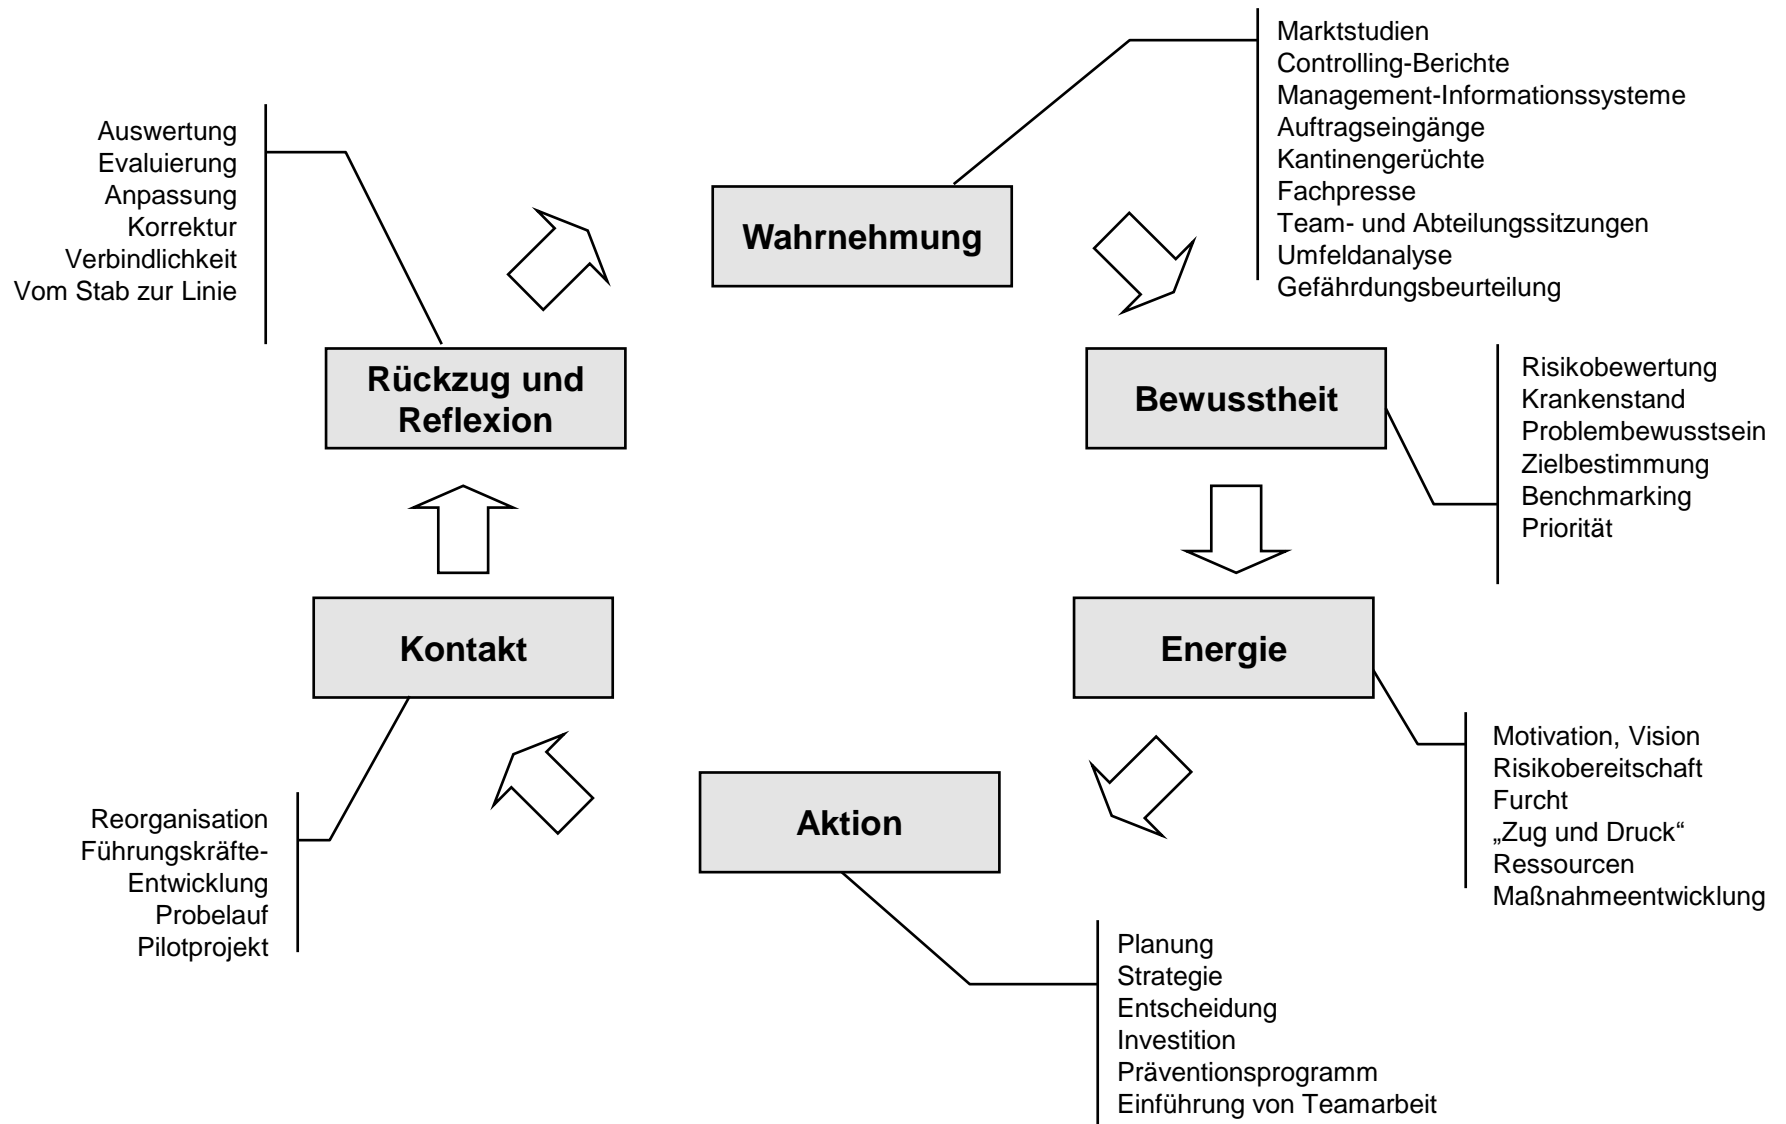 Marktstudien
Controlling-Berichte
Management-Informationssysteme
Auftragseingänge
Kantinengerüchte
Fachpresse
Team- und Abteilungssitzungen
Umfeldanalyse
Gefährdungsbeurteilung
Auswertung
Evaluierung
Anpassung
Korrektur
Verbindlichkeit
Vom Stab zur Linie
Wahrnehmung
Rückzug und
Reflexion
Bewusstheit
Risikobewertung
Krankenstand
Problembewusstsein
Zielbestimmung
Benchmarking
Priorität
Kontakt
Energie
Motivation, Vision
Risikobereitschaft
Furcht
„Zug und Druck“
Ressourcen
Maßnahmeentwicklung
Aktion
Reorganisation
Führungskräfte-
Entwicklung
Probelauf
Pilotprojekt
Planung
Strategie
Entscheidung
Investition
Präventionsprogramm
Einführung von Teamarbeit